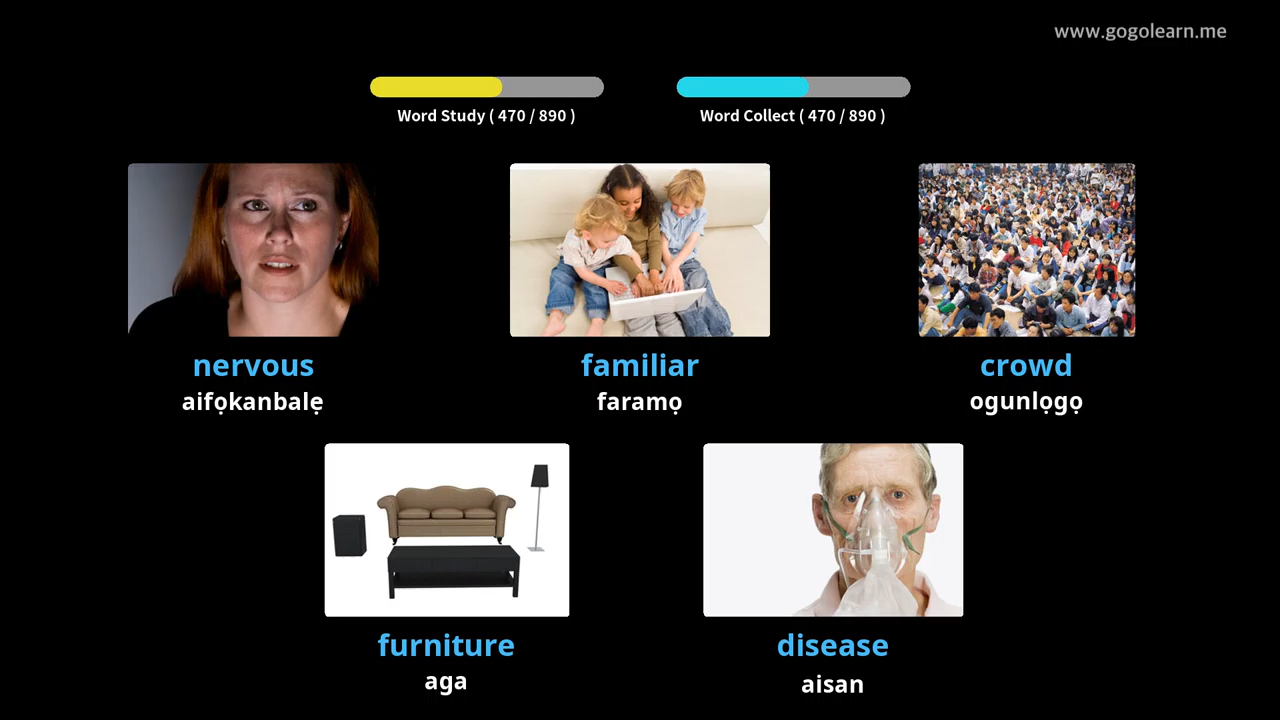 www.gogolearn.me
Word Study ( 470 / 890 )
Word Collect ( 470 / 890 )
nervous
aifọkanbalẹ
familiar
faramọ
crowd
ogunlọgọ
furniture
aga
disease
aisan